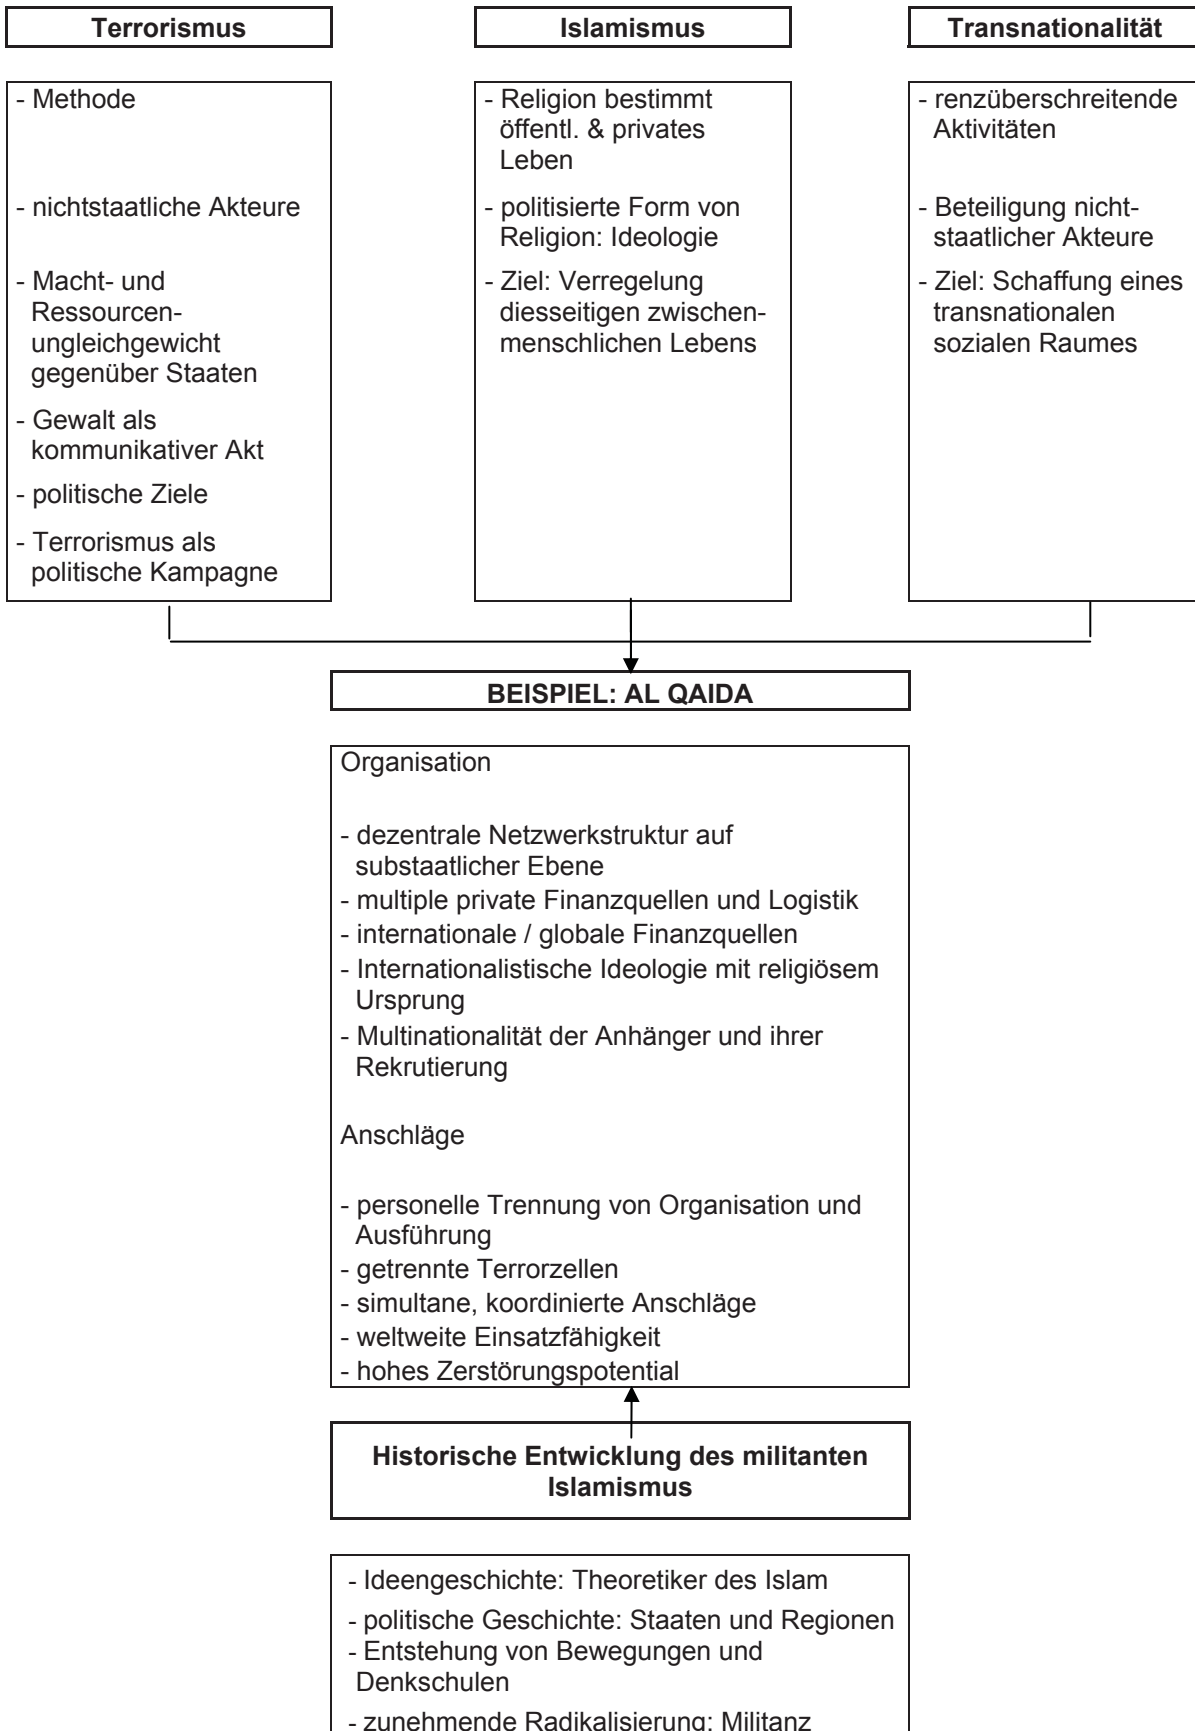 Terrorismus
- Methode
- nichtstaatliche Akteure
- Macht- und
Ressourcen-
ungleichgewicht
gegenüber Staaten
- Gewalt als
kommunikativer Akt
- politische Ziele
- Terrorismus als
politische Kampagne
Islamismus
- Religion bestimmt
öffentl. & privates
Leben
- politisierte Form von
Religion: Ideologie
- Ziel: Verregelung
diesseitigen zwischen-
menschlichen Lebens
Transnationalität
- renzüberschreitende
Aktivitäten
- Beteiligung nicht-
staatlicher Akteure
- Ziel: Schaffung eines
transnationalen
sozialen Raumes
BEISPIEL: AL QAIDA
Organisation
- dezentrale Netzwerkstruktur auf
substaatlicher Ebene
- multiple private Finanzquellen und Logistik
- internationale / globale Finanzquellen
- Internationalistische Ideologie mit religiösem
Ursprung
- Multinationalität der Anhänger und ihrer
Rekrutierung
Anschläge
- personelle Trennung von Organisation und
Ausführung
- getrennte Terrorzellen
- simultane, koordinierte Anschläge
- weltweite Einsatzfähigkeit
- hohes Zerstörungspotential
Historische Entwicklung des militanten
Islamismus
- Ideengeschichte: Theoretiker des Islam
- politische Geschichte: Staaten und Regionen
- Entstehung von Bewegungen und
Denkschulen
- zunehmende Radikalisierung: Militanz